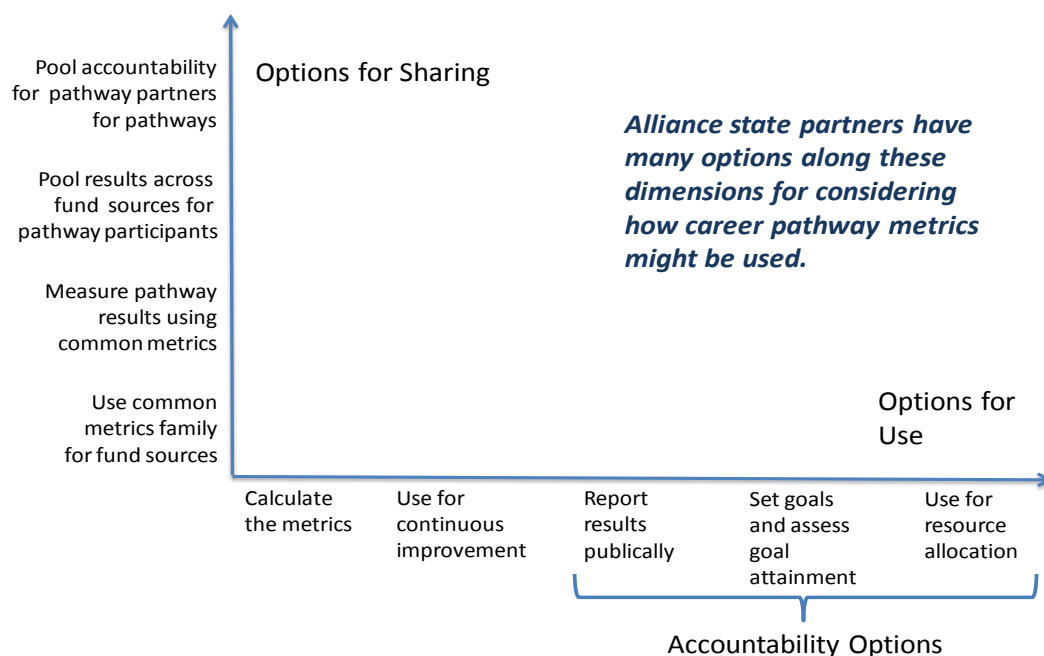 Pool accountability
for pathway partners
for pathways
Options for Sharing
Alliance state partners have
many options along these
dimensions for considering
how career pathway metrics
might be used.
Pool results across
fund sources for
pathway participants
Measure pathway
results using
common metrics
Use common
metrics family
for fund sources
Options for
Use
Calculate
the metrics
Use for
continuous
improvement
Report
results
publically
Set goals
and assess
goal
attainment
Use for
resource
allocation
Accountability Options